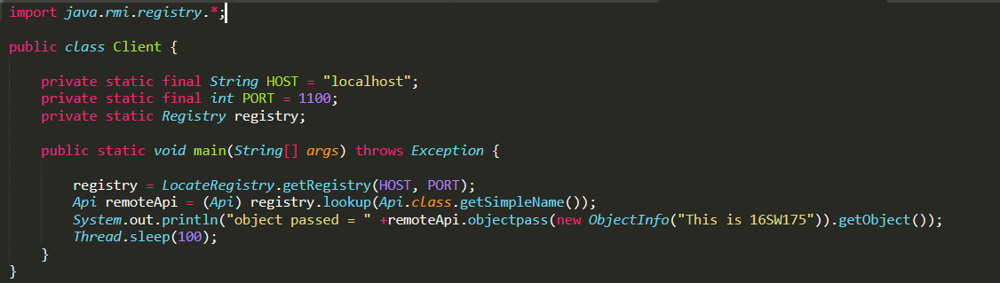 import java.rmi.registry.*;
public class Client {
private static final String HOST = "localhost";
private static final int PORT = 1100;
private static Registry registry;
public static void main(String[] args) throws Exception {
registry = LocateRegistry.getRegistry(HOST, PORT);
Api remoteApi = (Api) registry.lookup(Api.class.getSimpleName());
System.out.println("object passed = " +remoteApi.objectpass(new ObjectInfo("This is 16SW175")).getObject());
Thread.sleep(100);
}
}